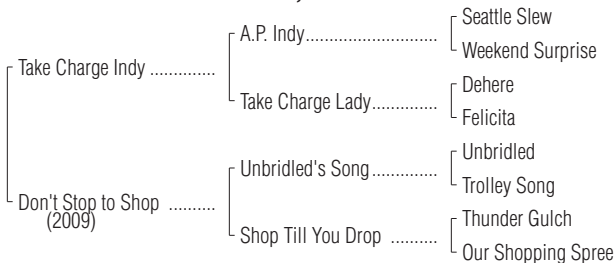 Seattle Slew
A.P. Indy..............................
Weekend Surprise
Take Charge Indy ...............
Dehere
Take Charge Lady...............
Felicita
Unbridled
Unbridled's Song...............
Trolley Song
Don't Stop to Shop ..........
(2009)
Thunder Gulch
Shop Till You Drop ..........
Our Shopping Spree